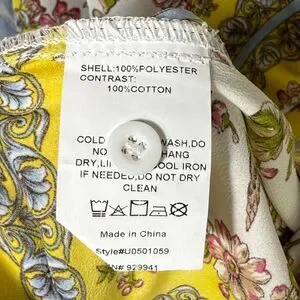 SHELL:100%POLYESTER
CONTRAST:
100%COTTON
COLD WASH,DO
HANG
DRY, OOL IRON
IF NEEDED,DO NOT DRY
CLEAN
Made in China
Style#U0501059
N# 929941